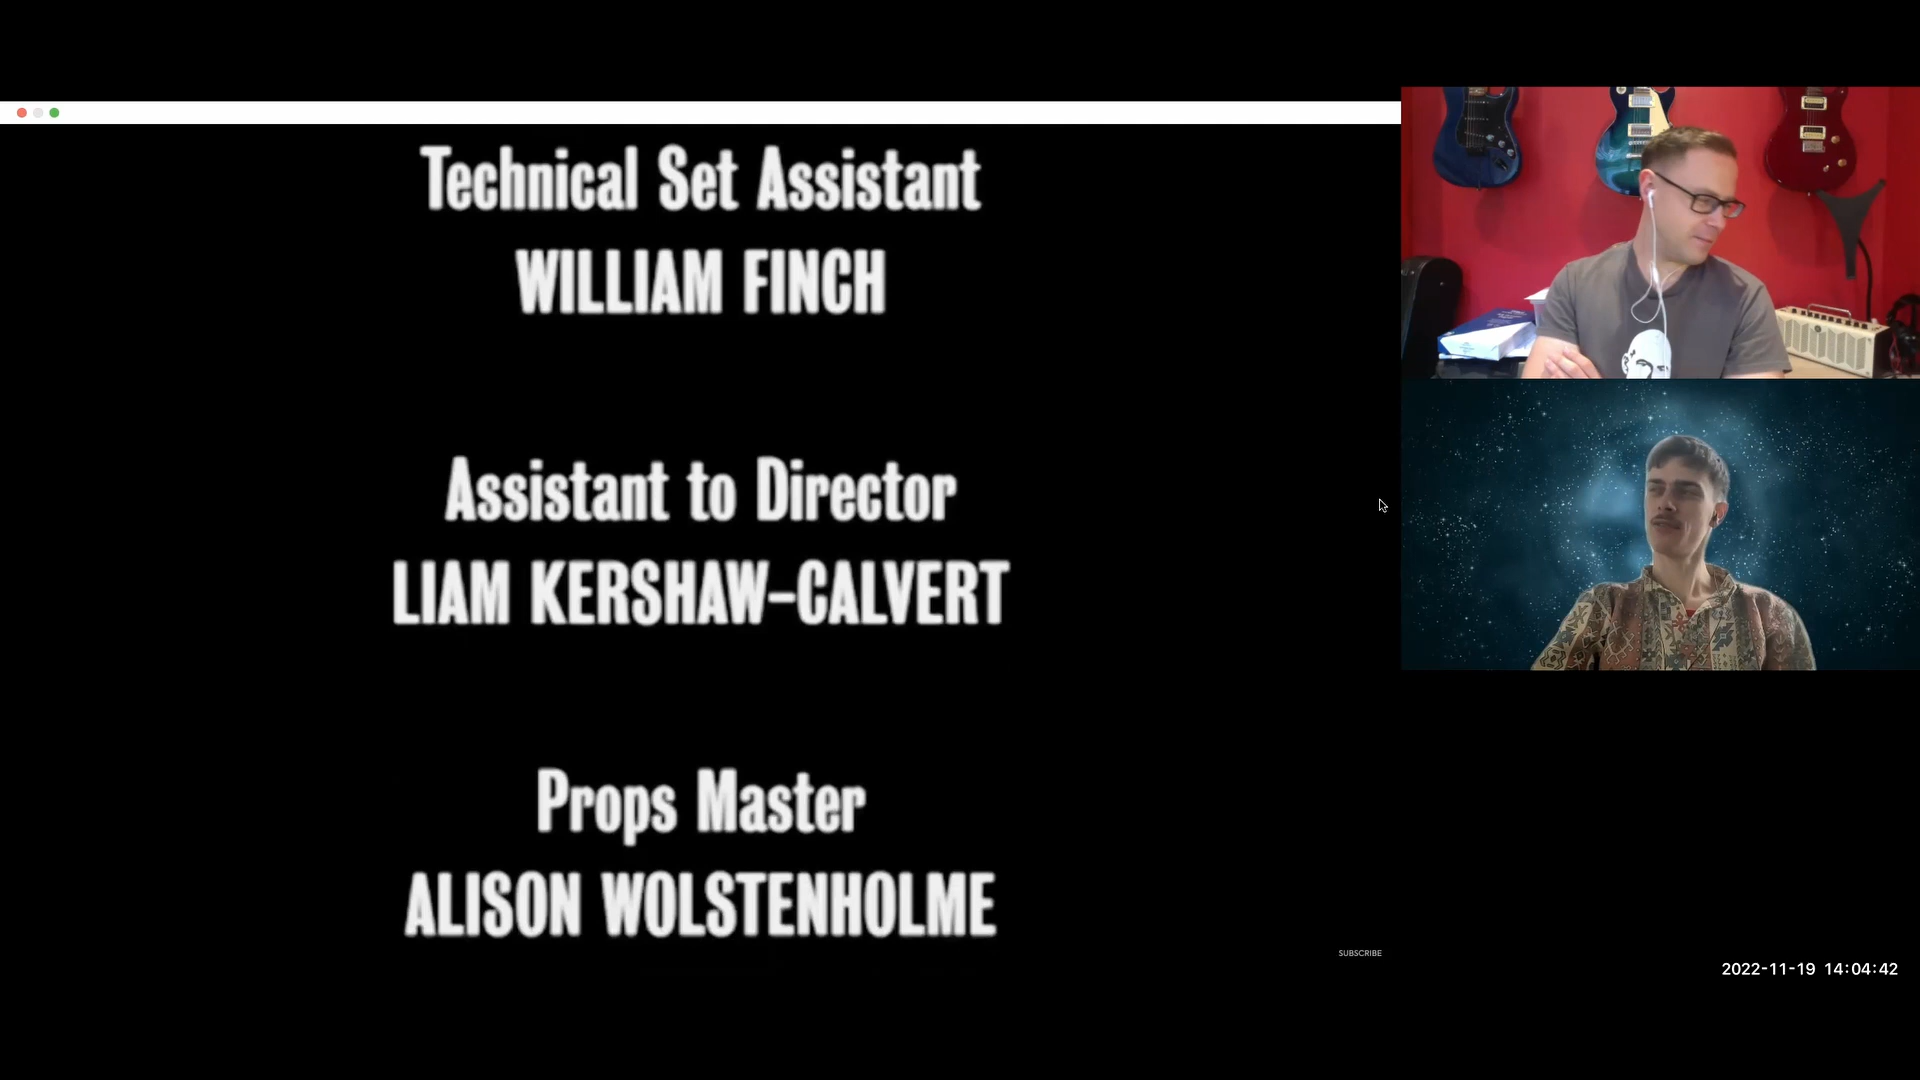 Technical Set Assistant
WILLIAM FINCH
Assistant to Director
LIAM KERSHAW-CALVERT
Props Master
ALISON WOLSTENHOLME
SUBSCRIBE
2022-11-19 14:04:42